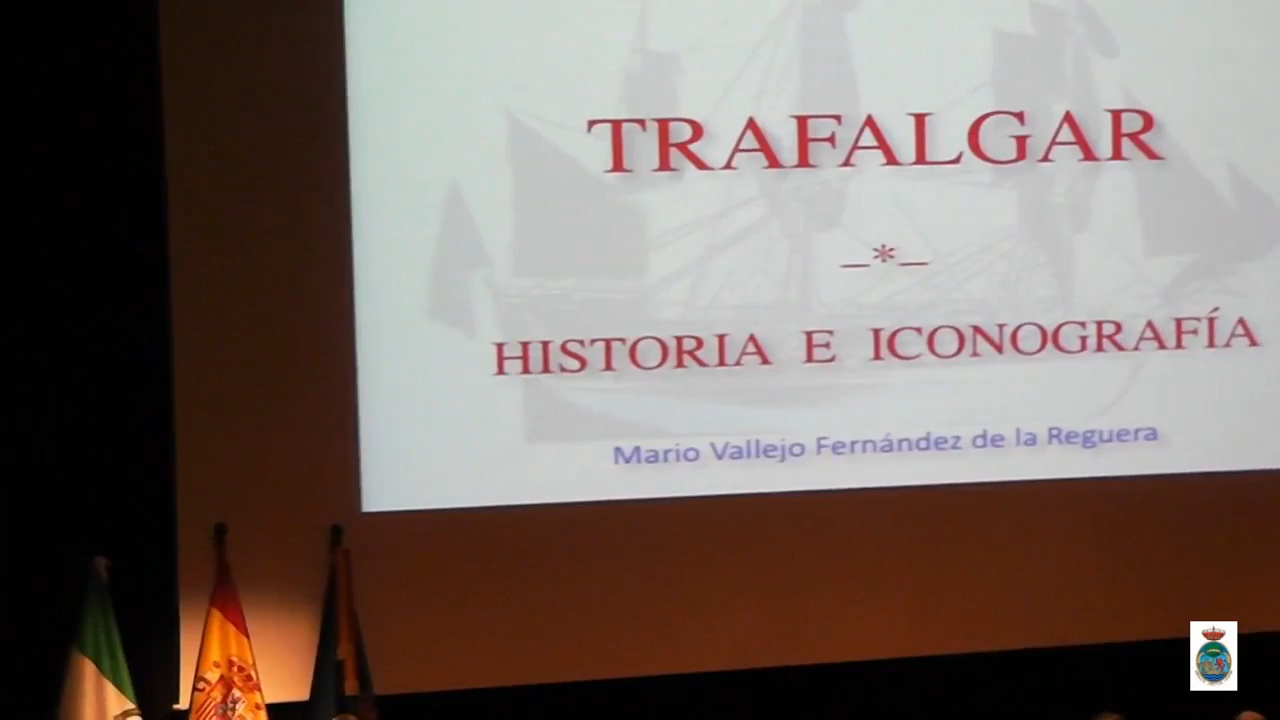 TRAFALGAR
_*_
HISTORIA E ICONOGRAFÍA
Mario Vallejo Fernández de la Reguera